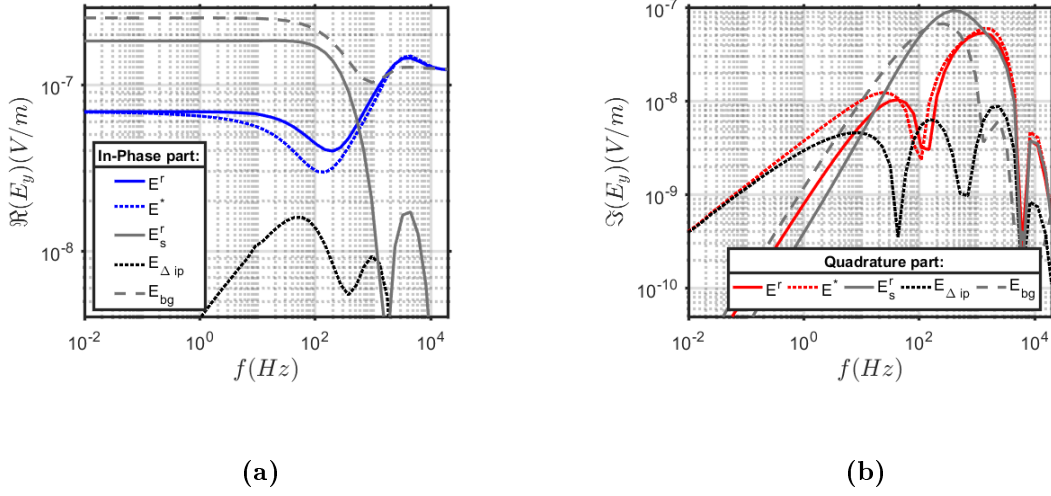 10^-7
10^-8
ℜ(E_y)(V/m)
In-Phase part:
E^r
E^*
E_s^r
E_Δ ip
E_bg
10^-2 10^0 10^2 10^4
f(Hz)
(a)
10^-7
10^-8
10^-9
10^-10
ℑ(E_y)(V/m)
Quadrature part:
E^r E^* E_s^r E_Δ ip E_bg
10^-2 10^0 10^2 10^4
f(Hz)
(b)